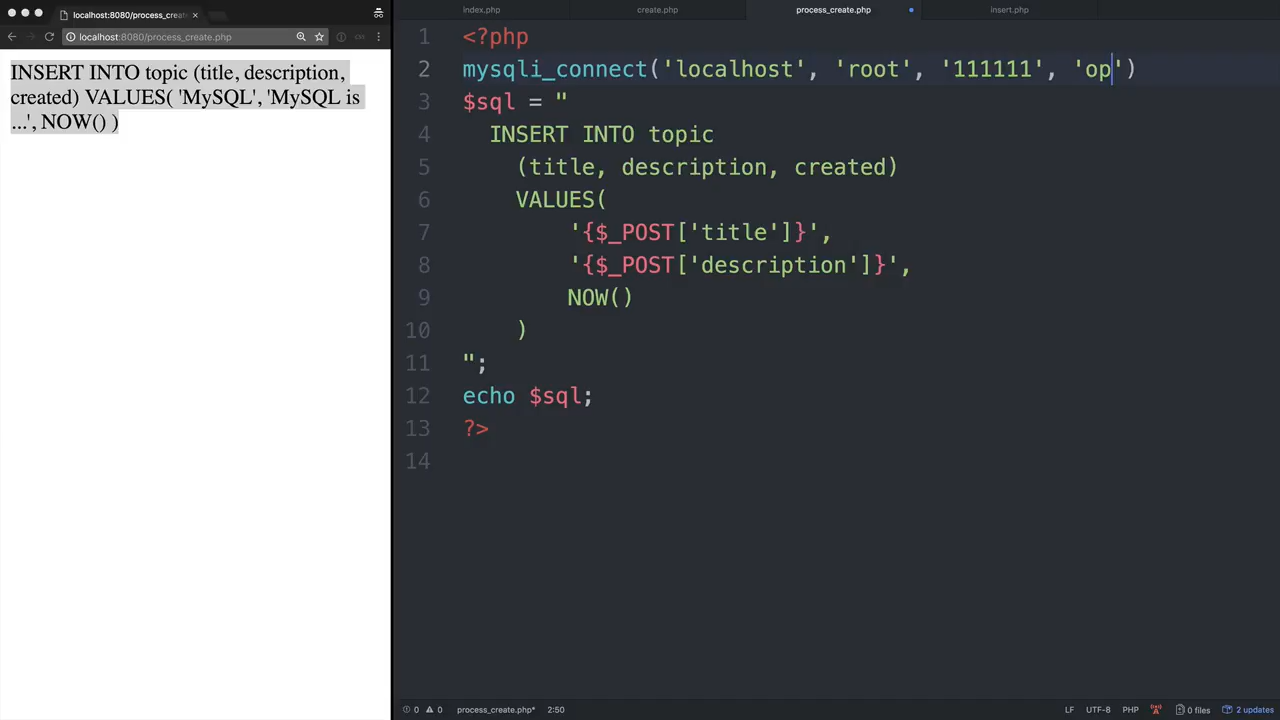 localhost:8080/process_create
localhost:8080/process_create.php
INSERT INTO topic (title, description,
created) VALUES( 'MySQL', 'MySQL is
...', NOW() )
index.php
create.php
process_create.php
insert.php
1 <?php
2 mysqli_connect('localhost', 'root', '111111', 'op')
3 $sql = "
4 INSERT INTO topic
5 (title, description, created)
6 VALUES(
7 '{$_POST['title']}',
8 '{$_POST['description']}',
9 NOW()
10 )
11 ";
12 echo $sql;
13 ?>
14
0 0 process_create.php* 2:50 LF UTF-8 PHP 0 files 2 updates